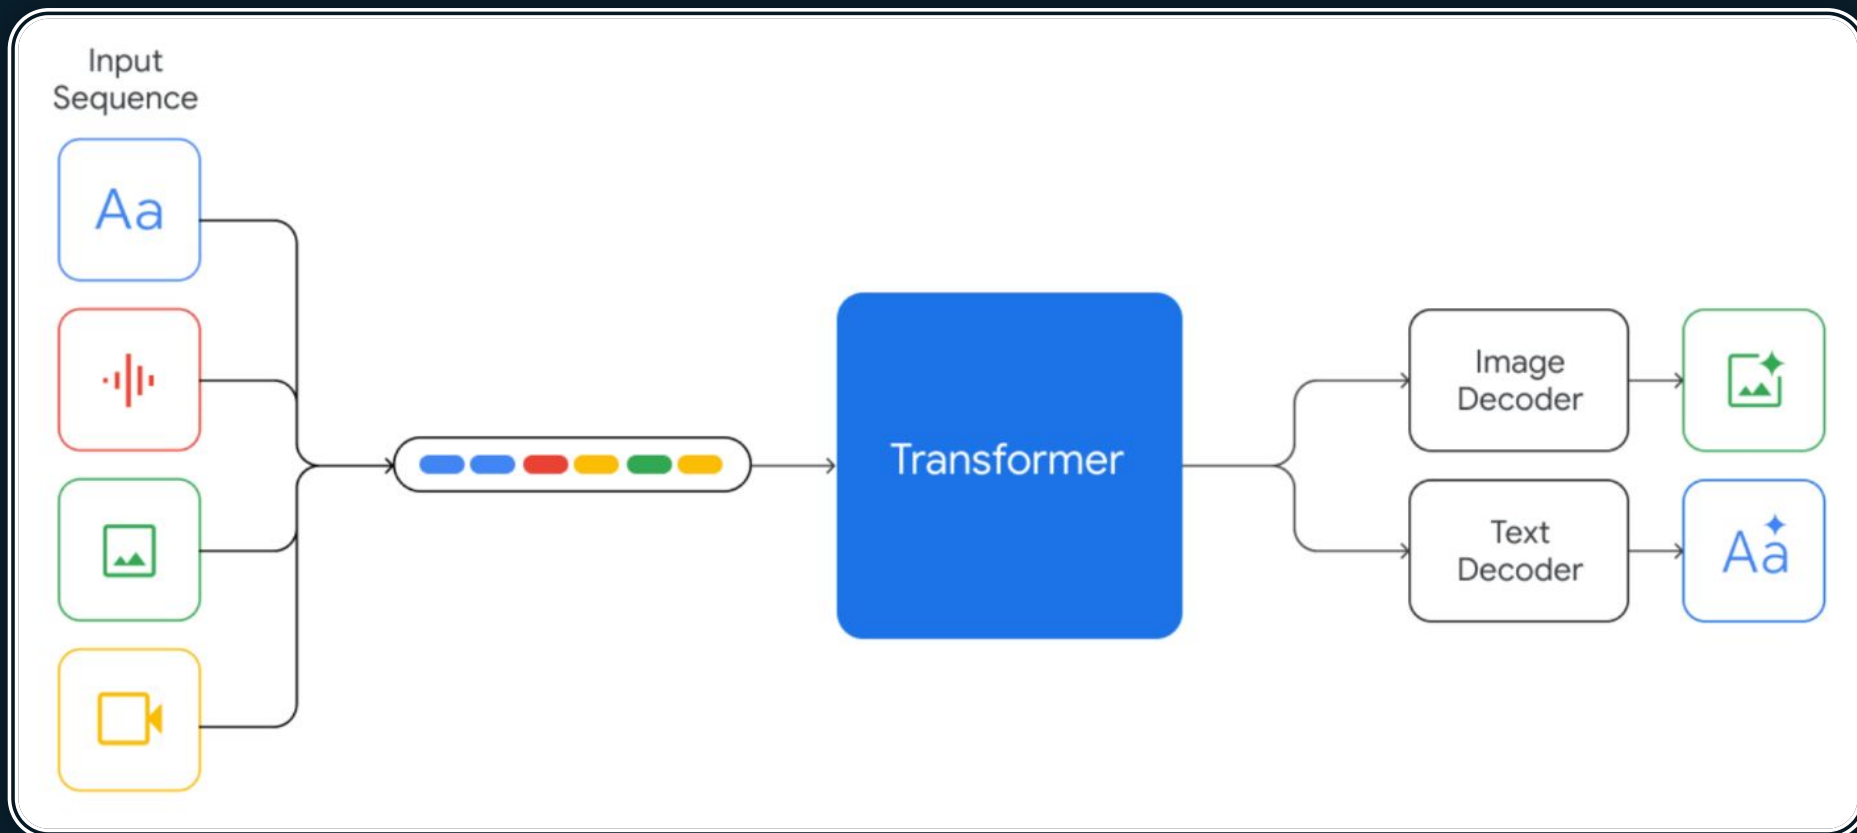 Input
Sequence
Aa
Transformer
Image
Decoder
Text
Decoder
Aa